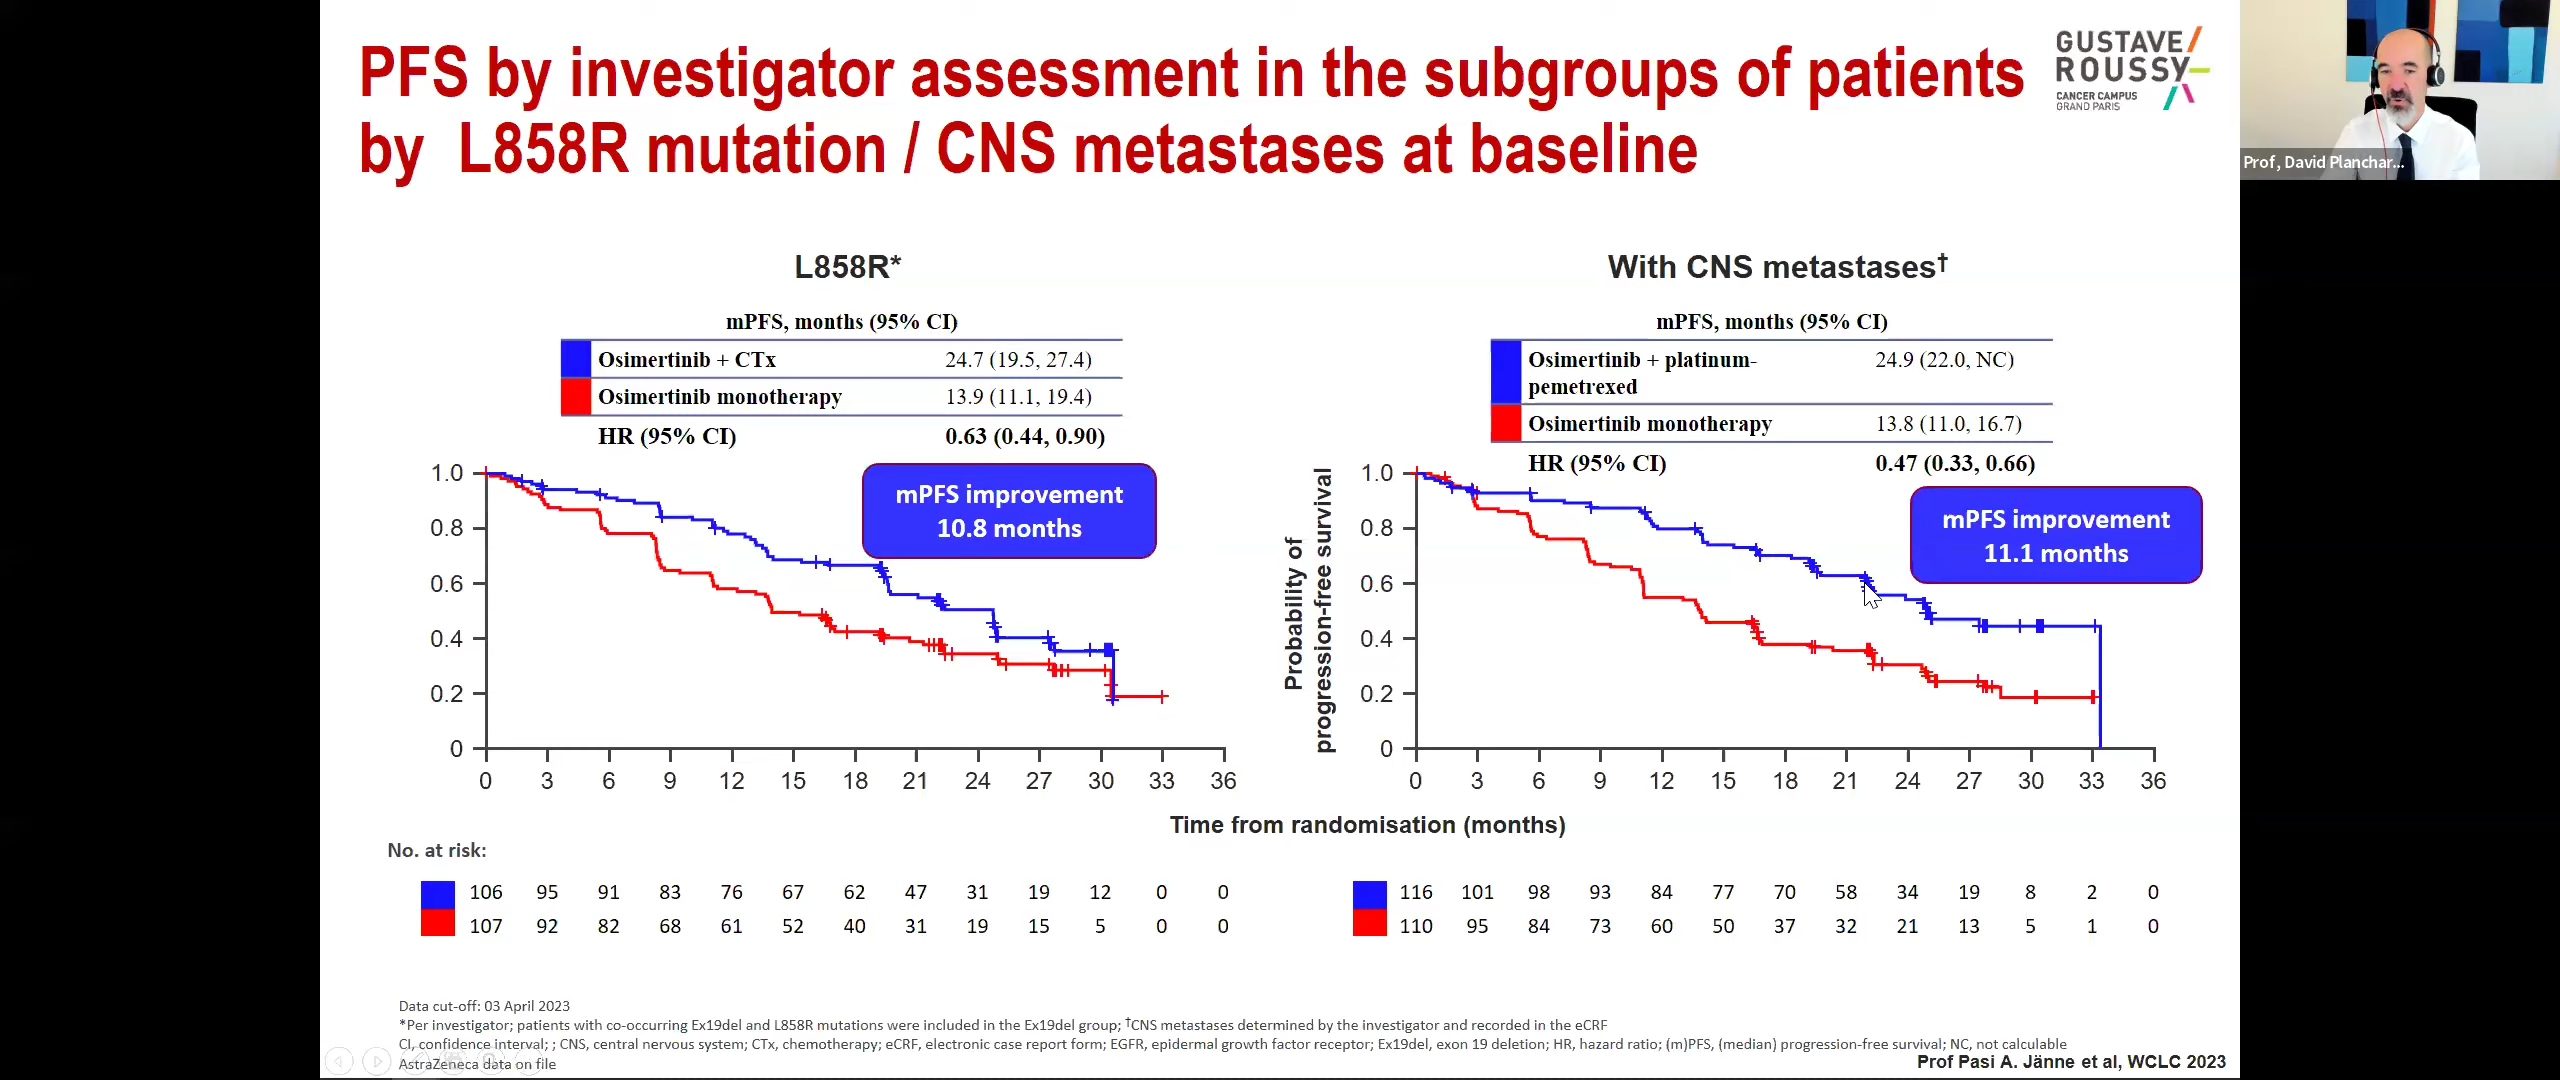 PFS by investigator assessment in the subgroups of patients
by L858R mutation / CNS metastases at baseline
GUSTAVE
ROUSSY
CANCER CAMPUS
GRAND PARIS
Prof, David Planchar...
L858R*
mPFS, months (95% CI)
Osimertinib + CTx 24.7 (19.5, 27.4)
Osimertinib monotherapy 13.9 (11.1, 19.4)
HR (95% CI) 0.63 (0.44, 0.90)
mPFS improvement
10.8 months
1.0
0.8
0.6
0.4
0.2
0
0 3 6 9 12 15 18 21 24 27 30 33 36
With CNS metastases†
mPFS, months (95% CI)
Osimertinib + platinum- 24.9 (22.0, NC)
pemetrexed
Osimertinib monotherapy 13.8 (11.0, 16.7)
HR (95% CI) 0.47 (0.33, 0.66)
mPFS improvement
11.1 months
Probability of
progression-free survival
1.0
0.8
0.6
0.4
0.2
0
0 3 6 9 12 15 18 21 24 27 30 33 36
Time from randomisation (months)
No. at risk:
106 95 91 83 76 67 62 47 31 19 12 0 0
107 92 82 68 61 52 40 31 19 15 5 0 0
116 101 98 93 84 77 70 58 34 19 8 2 0
110 95 84 73 60 50 37 32 21 13 5 1 0
Data cut-off: 03 April 2023
*Per investigator; patients with co-occurring Ex19del and L858R mutations were included in the Ex19del group; †CNS metastases determined by the investigator and recorded in the eCRF
CI, confidence interval; ; CNS, central nervous system; CTx, chemotherapy; eCRF, electronic case report form; EGFR, epidermal growth factor receptor; Ex19del, exon 19 deletion; HR, hazard ratio; (m)PFS, (median) progression-free survival; NC, not calculable
AstraZeneca data on file
Prof Pasi A. Jänne et al, WCLC 2023